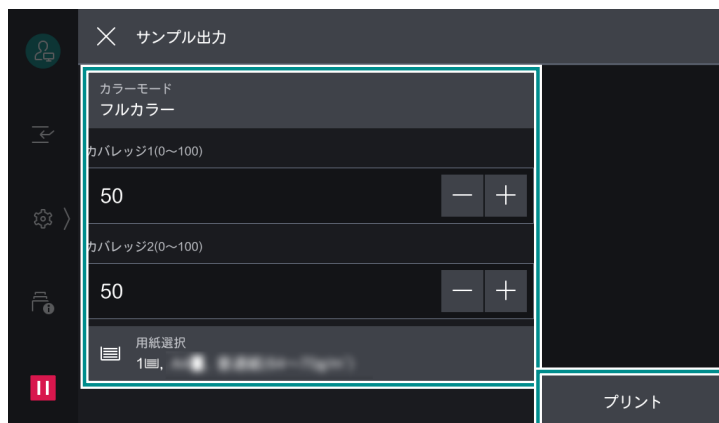 サンプル出力
カラーモード
フルカラー
カバレッジ1(0～100)
50
カバレッジ2(0～100)
50
用紙選択
1
プリント